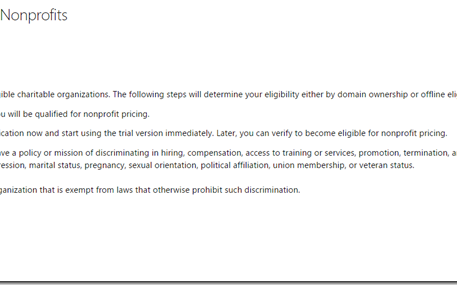 Nonprofits
ible charitable organizations. The following steps will determine your eligibility either by domain ownership or offline eli
u will be qualified for nonprofit pricing.
ication now and start using the trial version immediately. Later, you can verify to become eligible for nonprofit pricing.
ve a policy or mission of discriminating in hiring, compensation, access to training or services, promotion, termination, a
ression, marital status, pregnancy, sexual orientation, political affiliation, union membership, or veteran status.
ganization that is exempt from laws that otherwise prohibit such discrimination.